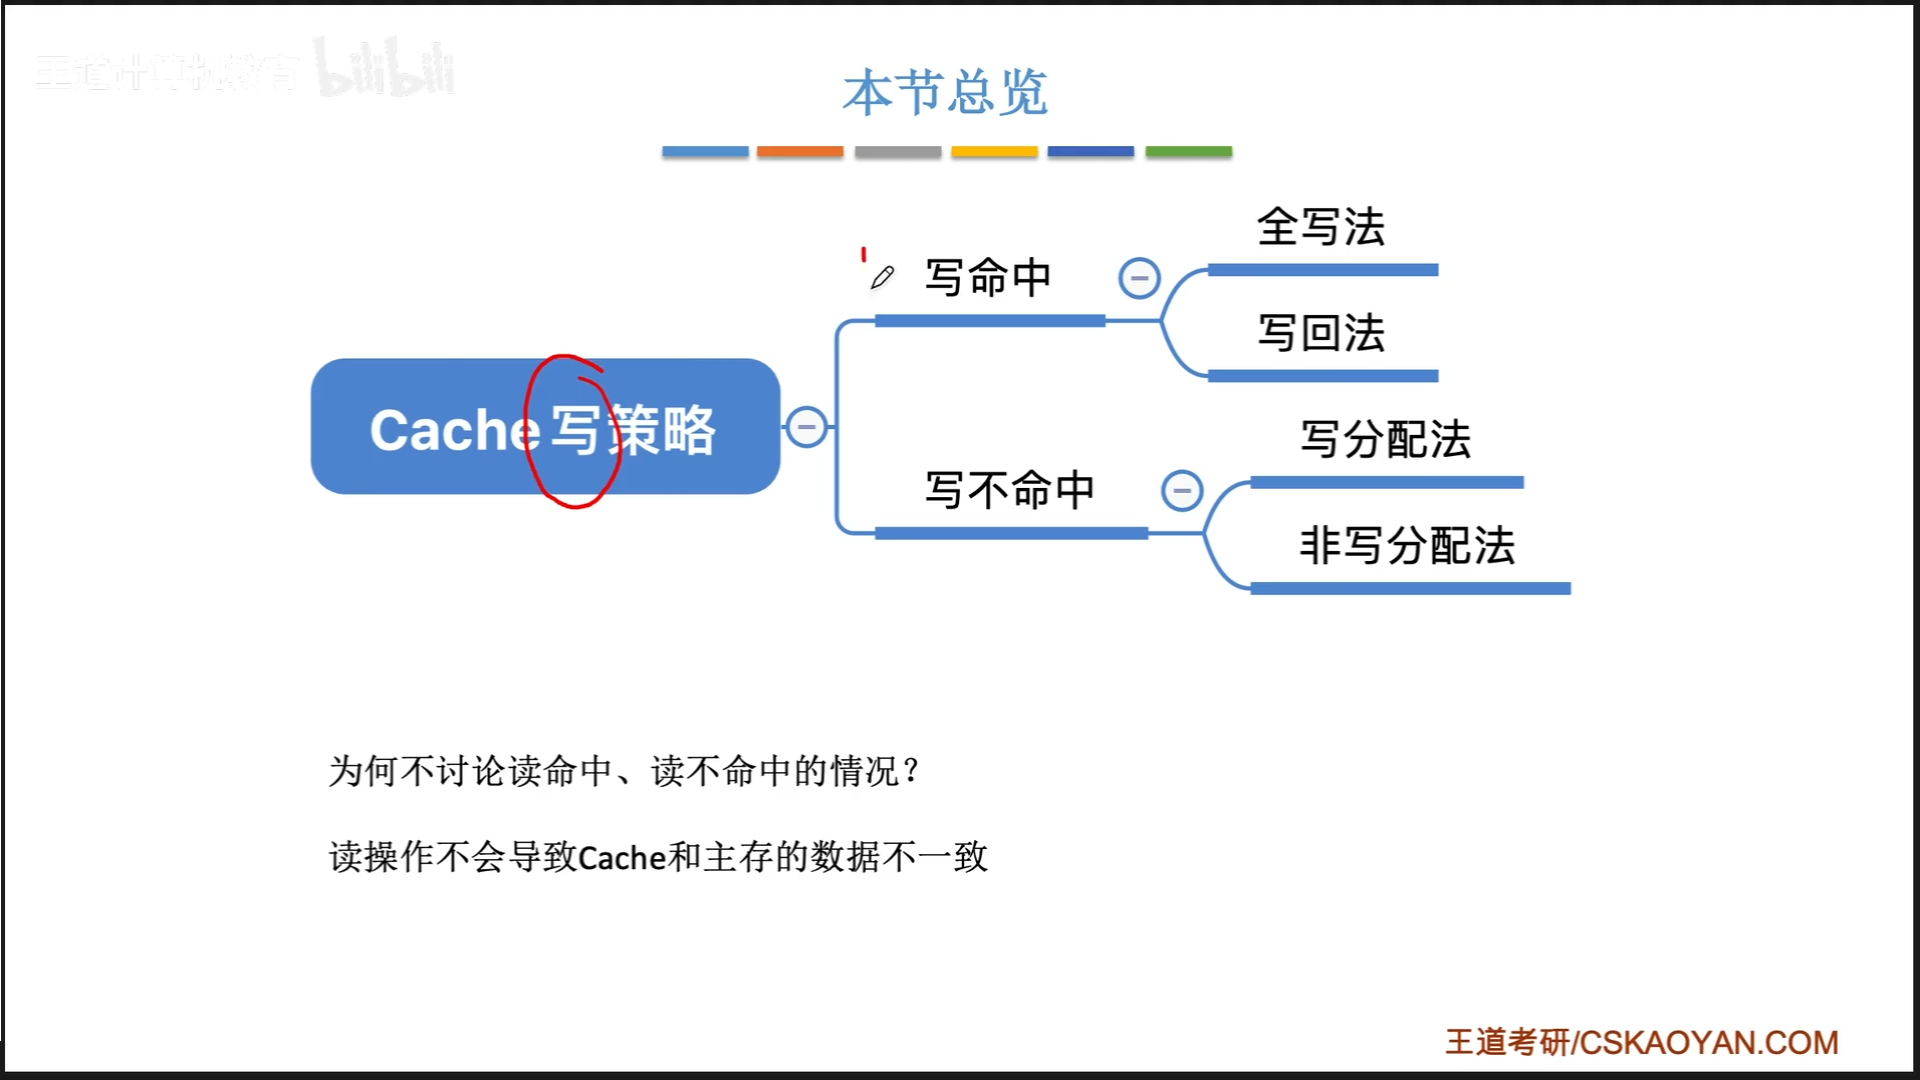 王道计算机教育 bilibili
本节总览
全写法
写命中
写回法
Cache写策略
写分配法
写不命中
非写分配法
为何不讨论读命中、读不命中的情况？
读操作不会导致Cache和主存的数据不一致
王道考研/CSKAOYAN.COM